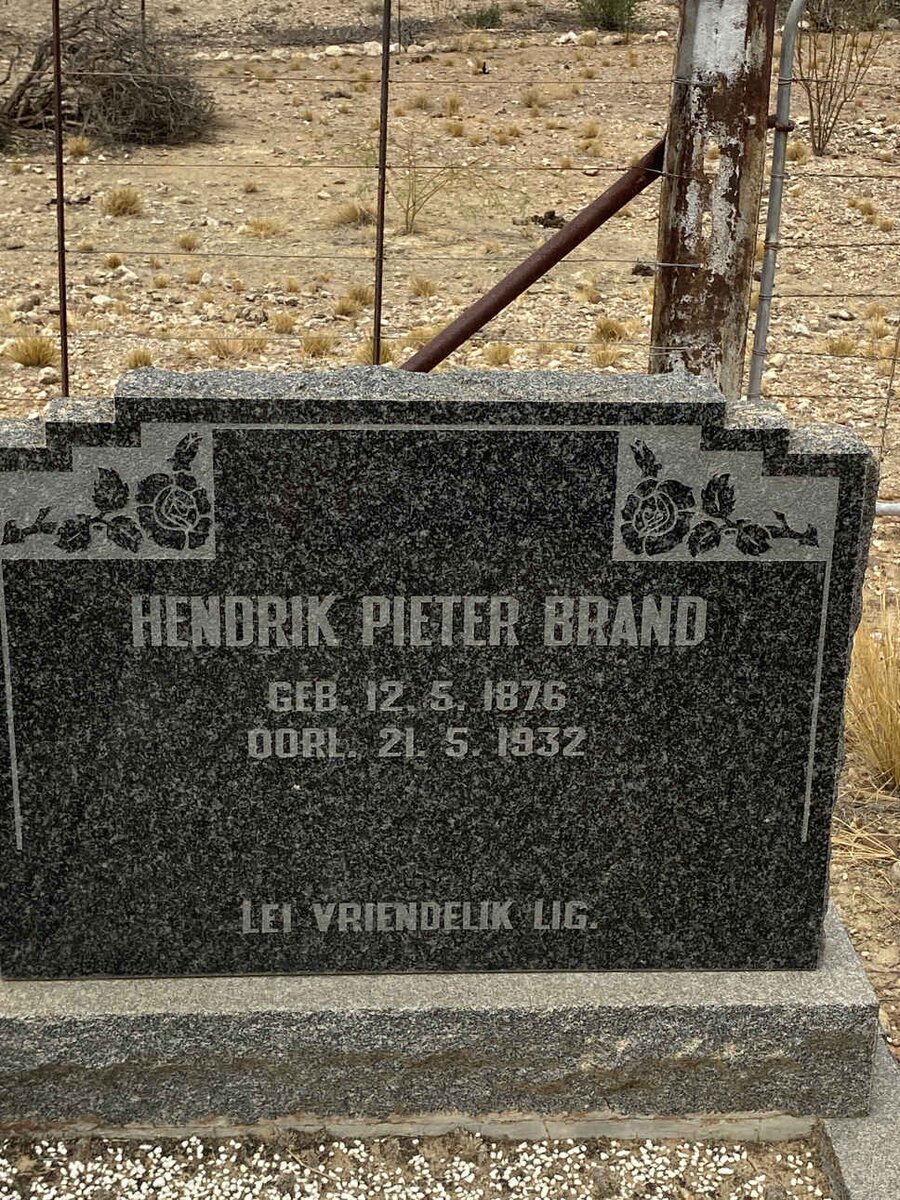 HENDRIK PIETER BRAND
GEB. 12. 5. 1876
OORL. 21. 5. 1932
LEI VRIENDELIK LIG.